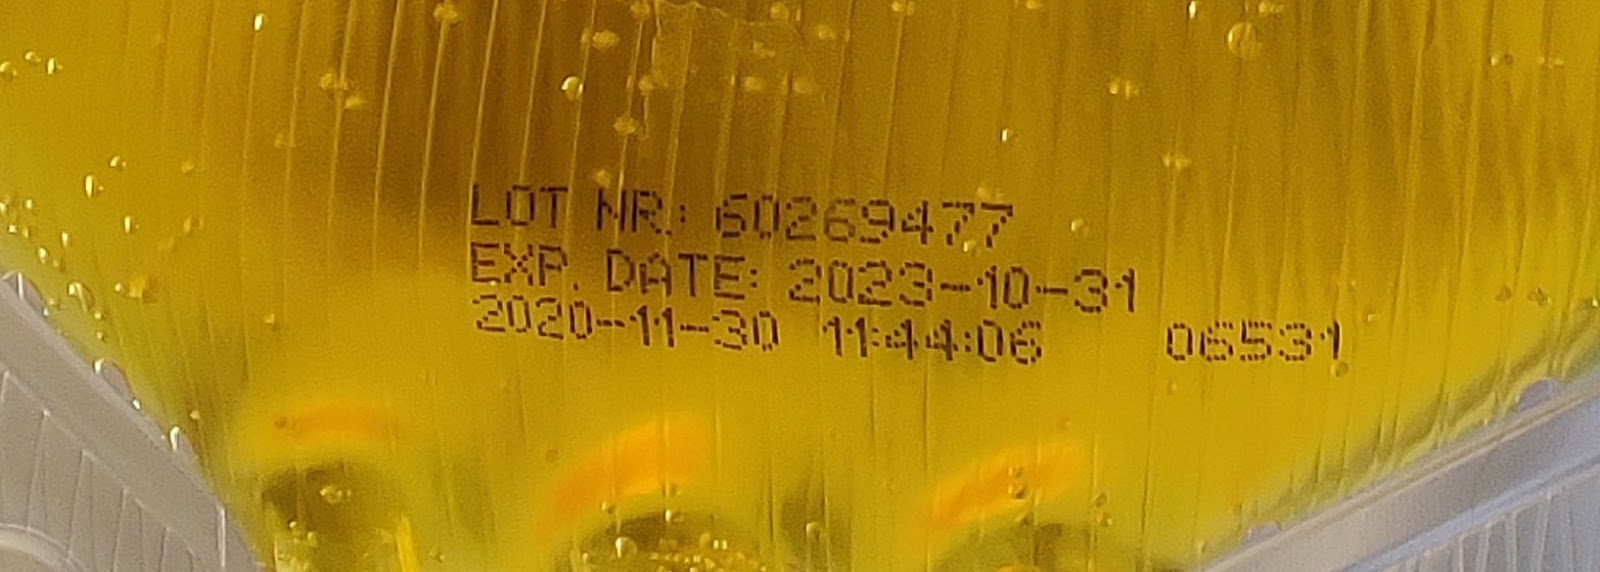 LOT NR.: 60269477
EXP. DATE: 2023-10-31
2020-11-30 11:44:06 06531